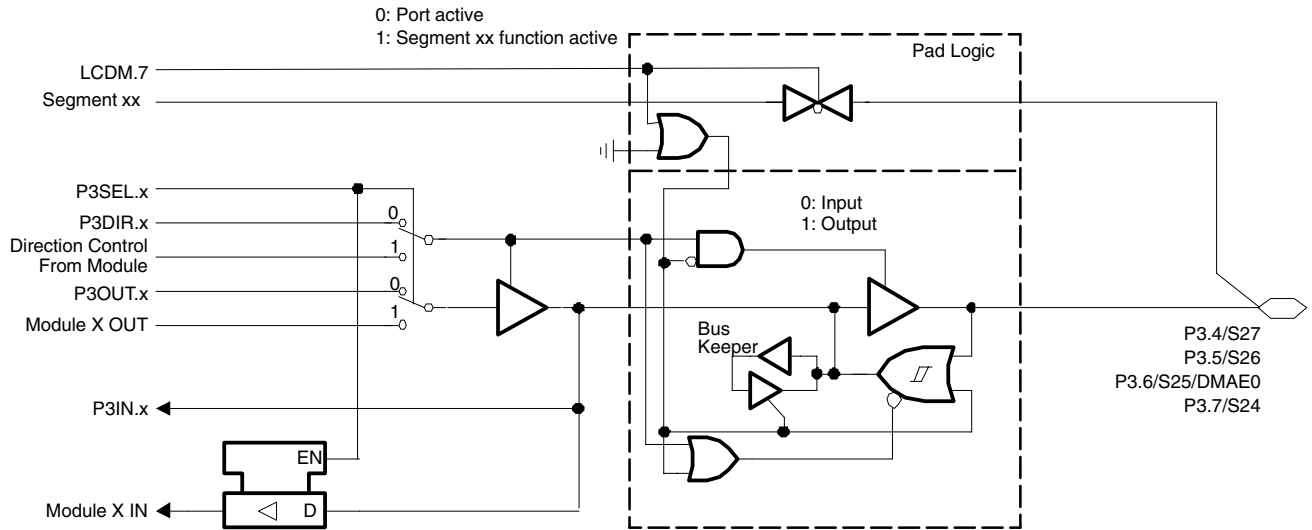 0: Port active
1: Segment xx function active
Pad Logic
LCDM.7
Segment xx
P3SEL.x
P3DIR.x
0
Direction Control
From Module
1
0: Input
1: Output
P3OUT.x
0
Module X OUT
1
Bus
Keeper
P3.4/S27
P3.5/S26
P3.6/S25/DMAE0
P3.7/S24
P3IN.x
EN
Module X IN
D